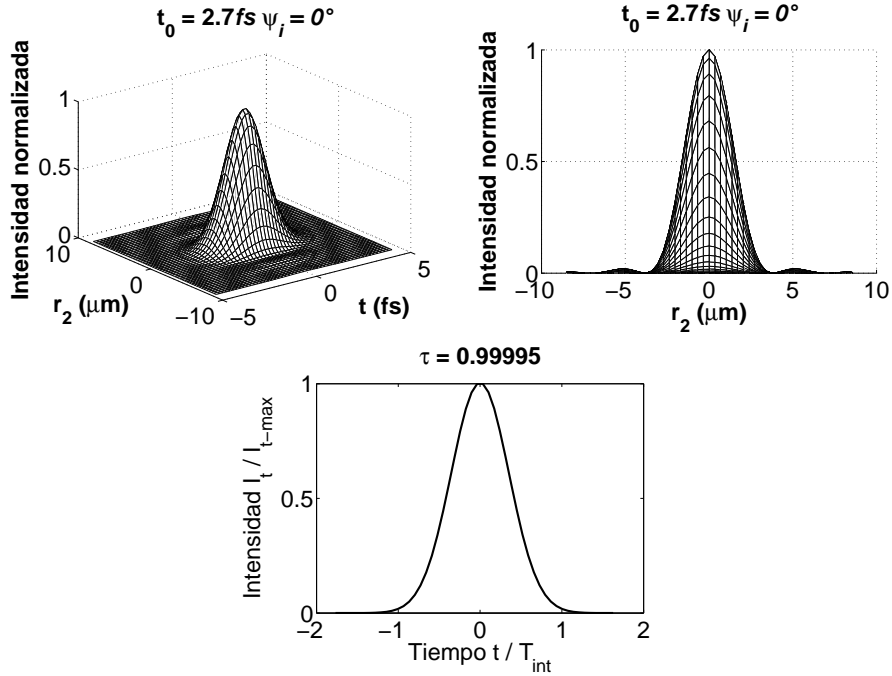 t0 = 2.7fs ψi = 0°
Intensidad normalizada
1
0.5
0
10
0
−10
r2 (μm)
−5
0
5
t (fs)
t0 = 2.7fs ψi = 0°
Intensidad normalizada
1
0.5
0
−10
−5
0
5
10
r2 (μm)
τ = 0.99995
Intensidad It / It−max
1
0.5
0
−2
−1
0
1
2
Tiempo t / Tint